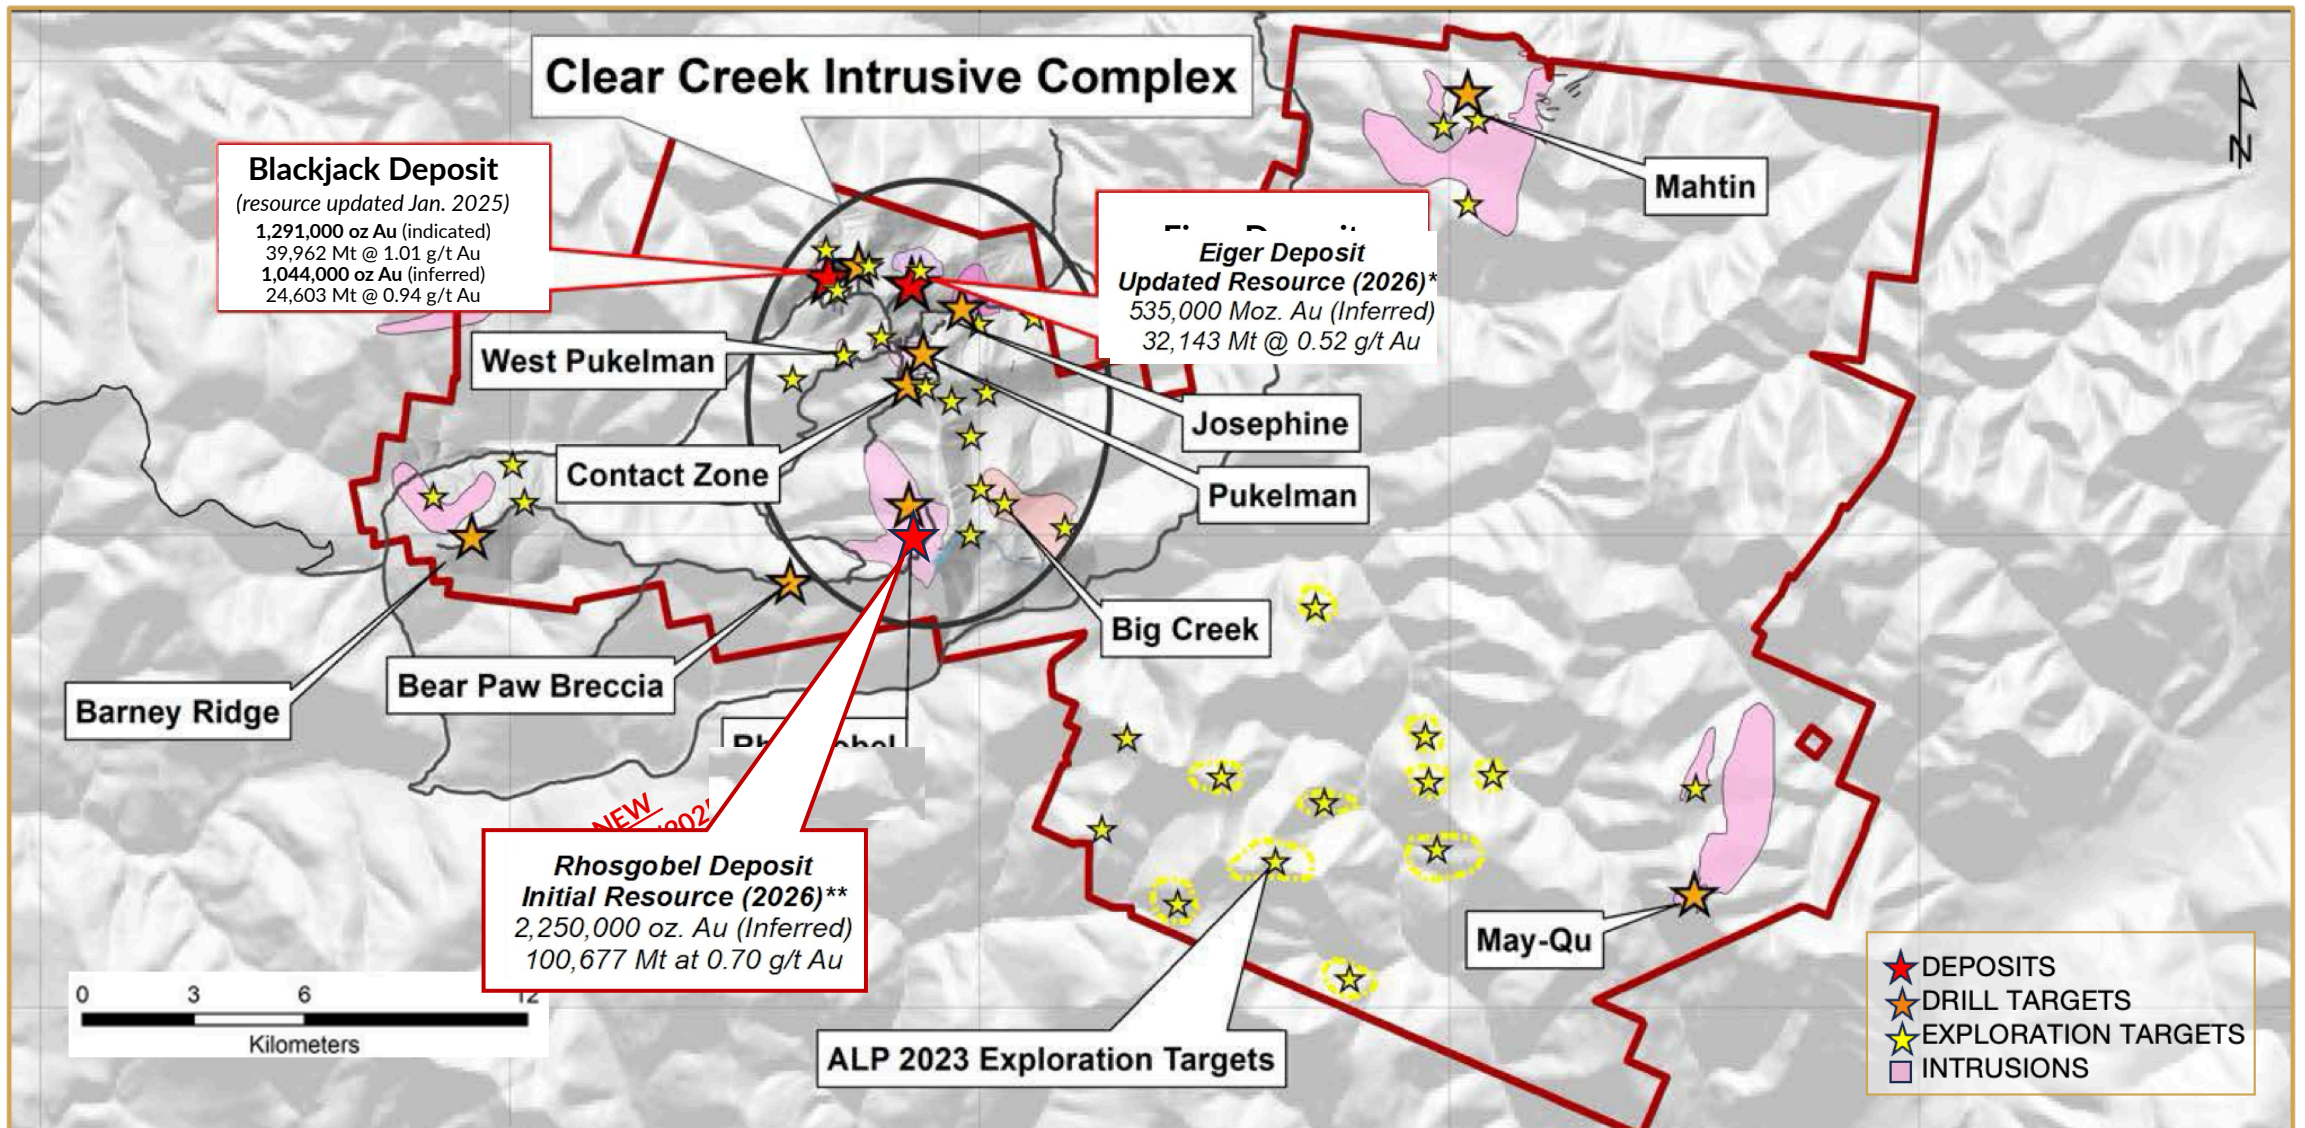 Clear Creek Intrusive Complex
Blackjack Deposit
(resource updated Jan. 2025)
1,291,000 oz Au (indicated)
39,962 Mt @ 1.01 g/t Au
1,044,000 oz Au (inferred)
24,603 Mt @ 0.94 g/t Au
Mahtin
N
Eiger Deposit
Updated Resource (2026)*
535,000 Moz. Au (Inferred)
32,143 Mt @ 0.52 g/t Au
West Pukelman
Josephine
Contact Zone
Pukelman
Big Creek
Bear Paw Breccia
Barney Ridge
NEW
Rhosgobel Deposit
Initial Resource (2026)**
2,250,000 oz. Au (Inferred)
100,677 Mt at 0.70 g/t Au
May-Qu
0 3 6 12
Kilometers
ALP 2023 Exploration Targets
DEPOSITS
DRILL TARGETS
EXPLORATION TARGETS
INTRUSIONS